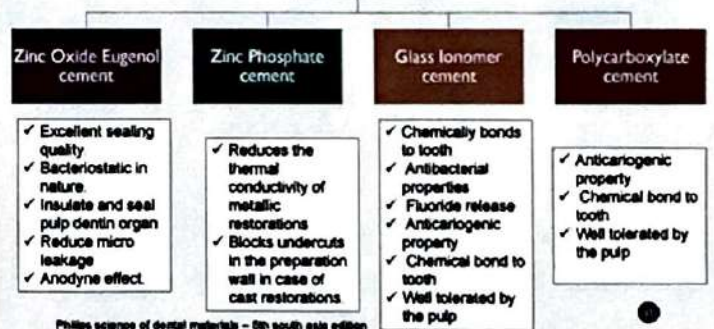 Zinc Oxide Eugenol
cement
✓ Excellent sealing
quality
✓ Bacteriostatic in
nature.
✓ Insulate and seal
pulp dentin organ
✓ Reduce micro
leakage
✓ Anodyne effect.
Zinc Phosphate
cement
✓ Reduces the
thermal
conductivity of
metallic
restorations
✓ Blocks undercuts
in the preparation
wall in case of
cast restorations.
Glass Ionomer
cement
✓ Chemically bonds
to tooth
✓ Antibacterial
properties
✓ Fluoride release
✓ Anticariogenic
property
✓ Chemical bond to
tooth
✓ Well tolerated by
the pulp
Polycarboxylate
cement
✓ Anticariogenic
property
✓ Chemical bond to
tooth
✓ Well tolerated by
the pulp
science of dental materials – south asia edition